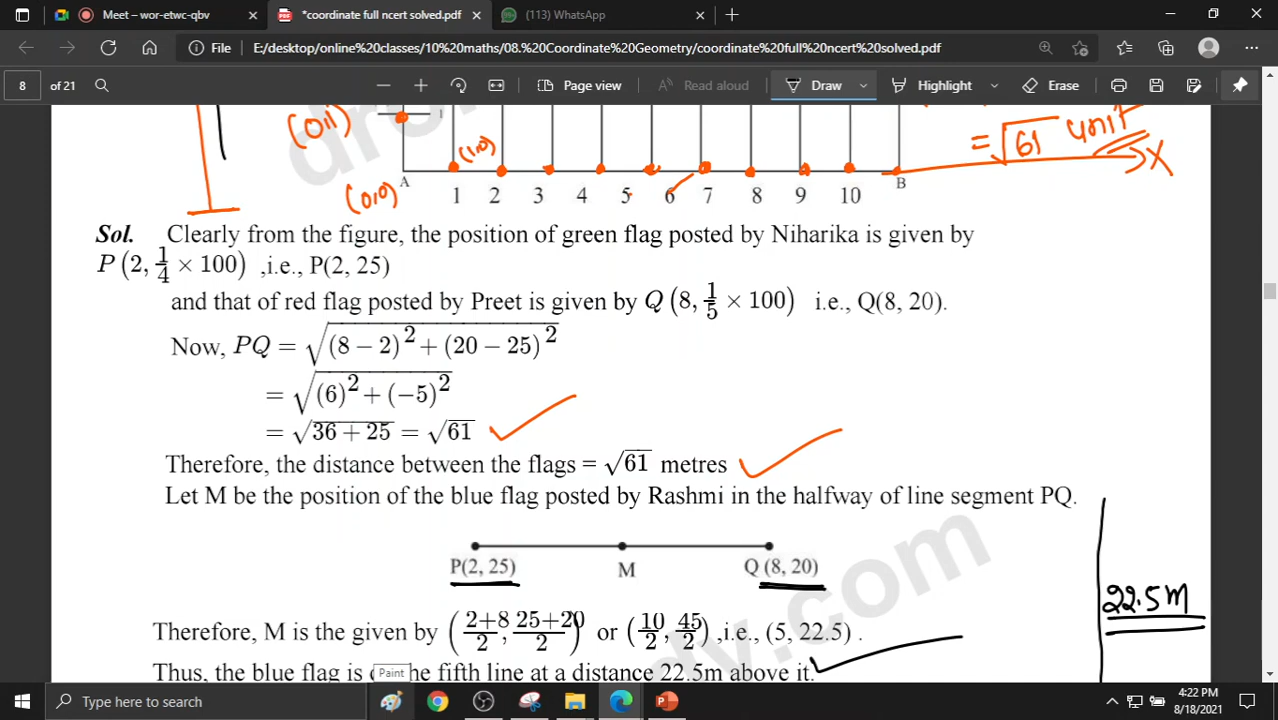 Meet – wor-etwc-qbv
*coordinate full ncert solved.pdf
(113) WhatsApp
File E:/desktop/online%20classes/10%20maths/08.%20Coordinate%20Geometry/coordinate%20full%20ncert%20solved.pdf
8 of 21 Page view Read aloud Draw Highlight Erase
(0,1) 1 (1,0) = √61 unit X
(0,0) A 1 2 3 4 5 6 7 8 9 10 B
Sol. Clearly from the figure, the position of green flag posted by Niharika is given by
P (2, 1/4 × 100) ,i.e., P(2, 25)
and that of red flag posted by Preet is given by Q (8, 1/5 × 100) i.e., Q(8, 20).
Now, PQ = √(8 − 2)² + (20 − 25)²
= √(6)² + (−5)²
= √36 + 25 = √61
Therefore, the distance between the flags = √61 metres
Let M be the position of the blue flag posted by Rashmi in the halfway of line segment PQ.
P(2, 25) M Q (8, 20)
22.5M
Therefore, M is the given by (2+8/2, 25+20/2) or (10/2, 45/2) ,i.e., (5, 22.5) .
Thus, the blue flag is Paint he fifth line at a distance 22.5m above it.
Type here to search
4:22 PM
8/18/2021